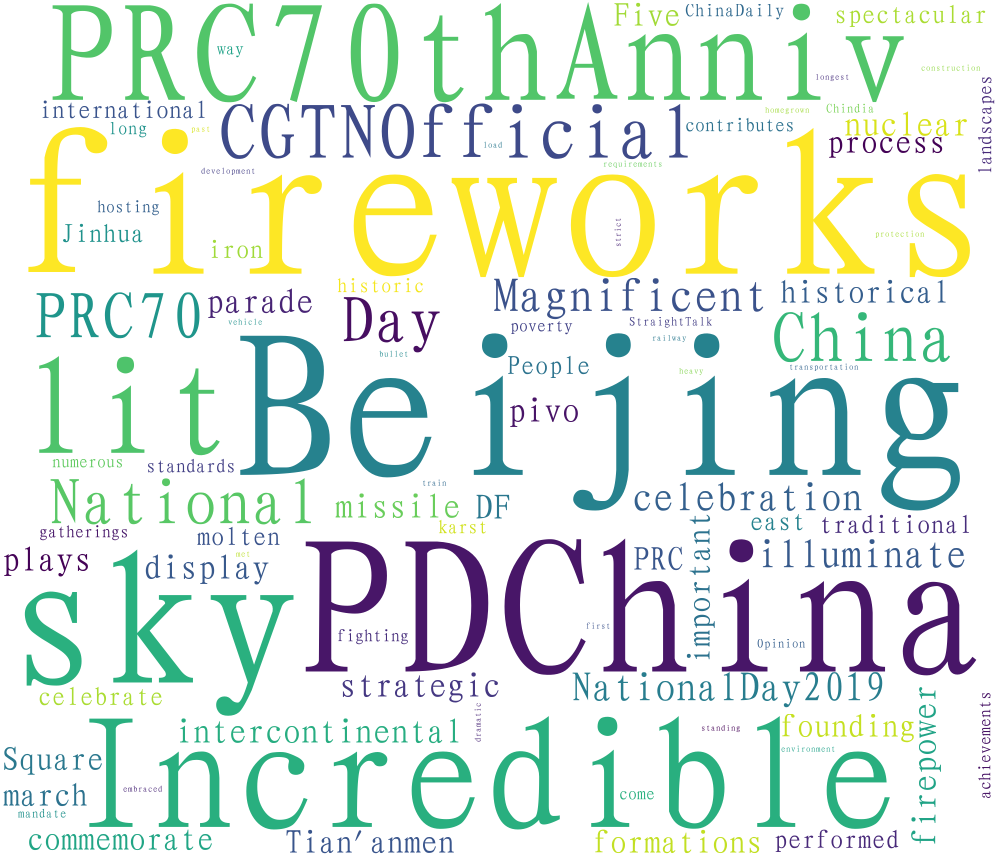 PRC70thAnniv
Five
ChinaDaily
spectacular
way
longest
construction
landscapes
international
long
past
CGTNOfficial
homegrown
Chindia
contributes
nuclear
process
load
requirements
development
fireworks
hosting
Jinhua
iron
strict
protection
historic
PRC70
parade
vehicle
Day
Magnificent
historical
poverty
StraightTalk
railway
China
bullet
lit
Beijing
People
heavy
transportation
pivo
numerous
standards
train
National
missile
DF
celebration
karst
east
traditional
gatherings
molten
met
plays
display
sky
PDChina
PRC
important
illuminate
fighting
first
Opinion
strategic
NationalDay2019
celebrate
firepower
achievements
Incredible
intercontinental
dramatic
standing
founding
environment
Square
march
mandate
embraced
come
commemorate
Tian'anmen
formations
performed